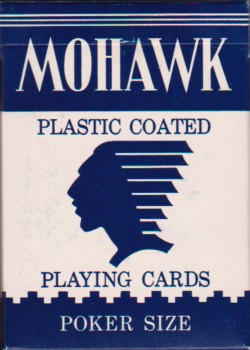 MOHAWK
PLASTIC COATED
PLAYING CARDS
POKER SIZE